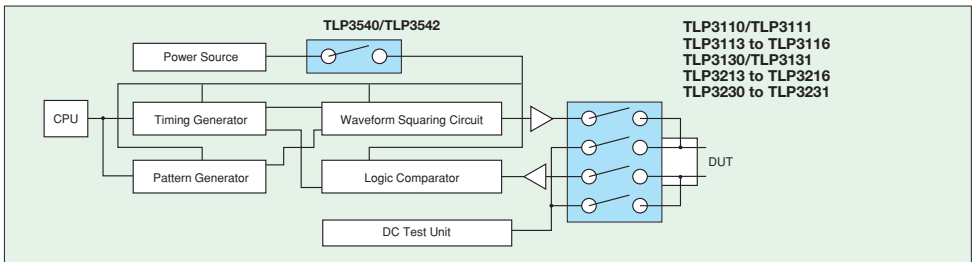 TLP3540/TLP3542
TLP3110/TLP3111
TLP3113 to TLP3116
TLP3130/TLP3131
TLP3213 to TLP3216
TLP3230 to TLP3231
Power Source
CPU
Timing Generator
Waveform Squaring Circuit
Pattern Generator
Logic Comparator
DUT
DC Test Unit